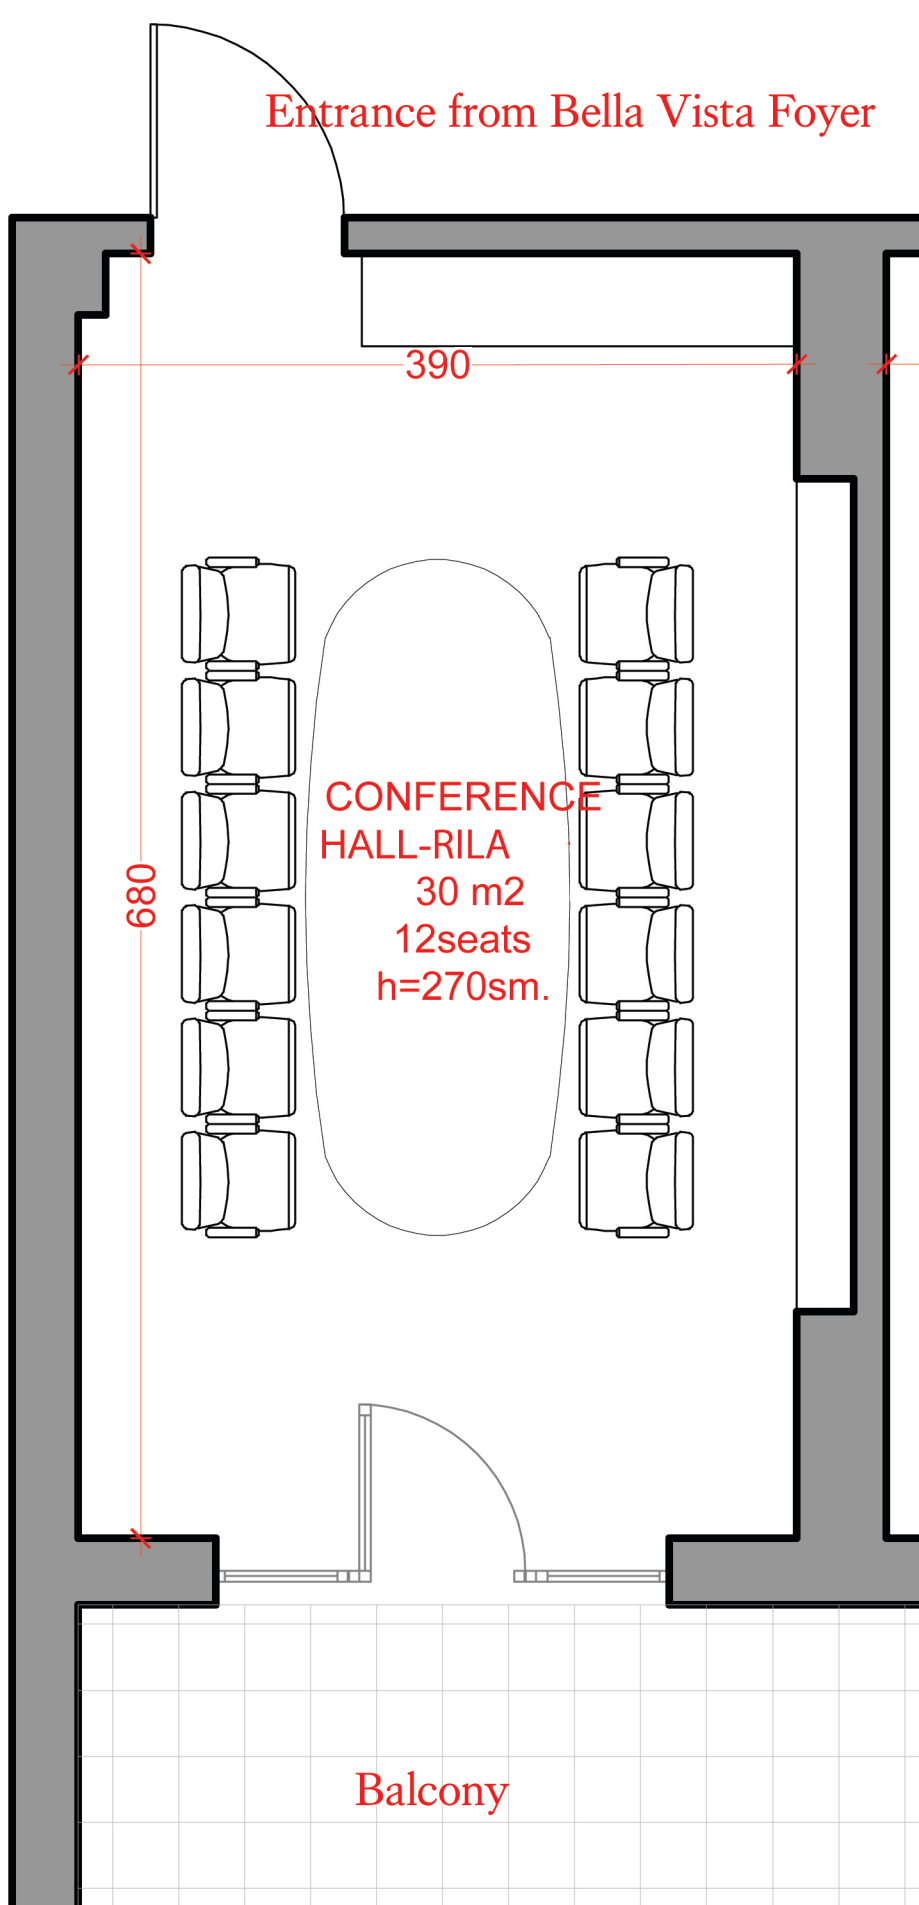 Entrance from Bella Vista Foyer
390
680
CONFERENCE
HALL-RILA
30 m2
12seats
h=270sm.
Balcony